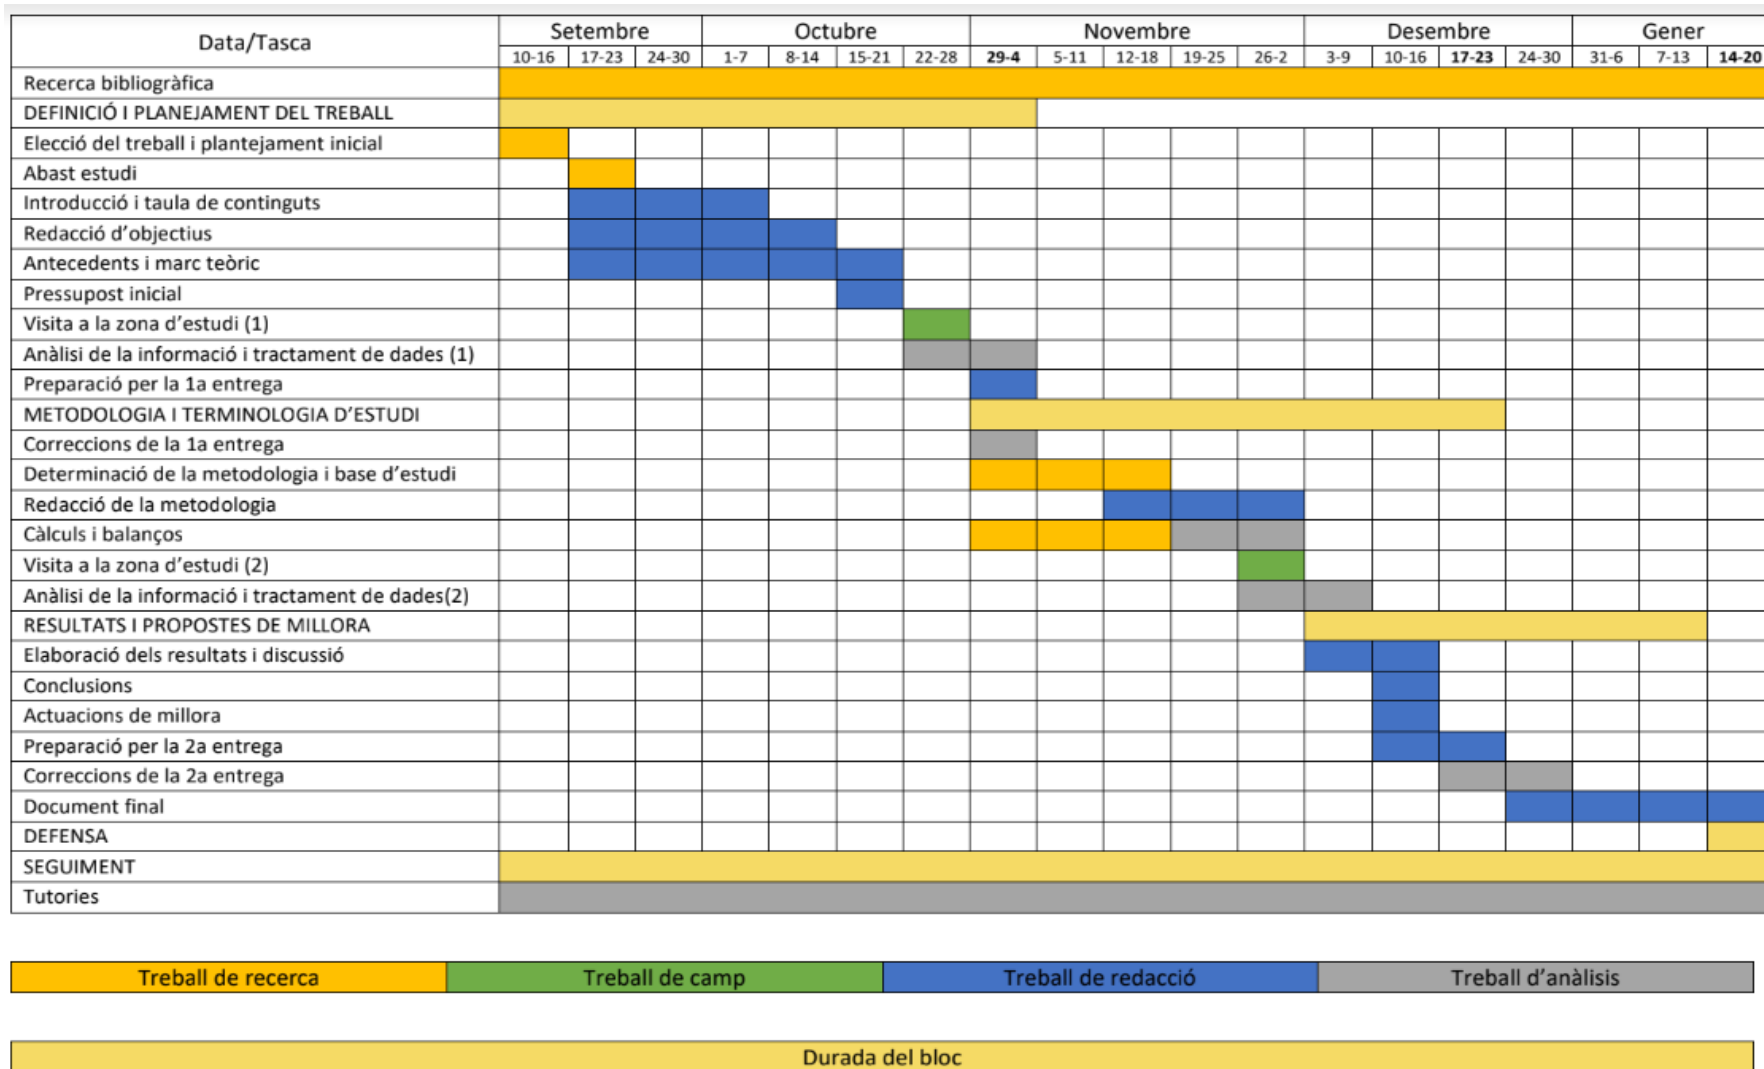 Data/Tasca Setembre Octubre Novembre Desembre Gener
10-16 17-23 24-30 1-7 8-14 15-21 22-28 29-4 5-11 12-18 19-25 26-2 3-9 10-16 17-23 24-30 31-6 7-13 14-20
Recerca bibliogràfica
DEFINICIÓ I PLANEJAMENT DEL TREBALL
Elecció del treball i plantejament inicial
Abast estudi
Introducció i taula de continguts
Redacció d'objectius
Antecedents i marc teòric
Pressupost inicial
Visita a la zona d'estudi (1)
Anàlisi de la informació i tractament de dades (1)
Preparació per la 1a entrega
METODOLOGIA I TERMINOLOGIA D'ESTUDI
Correccions de la 1a entrega
Determinació de la metodologia i base d'estudi
Redacció de la metodologia
Càlculs i balanços
Visita a la zona d'estudi (2)
Anàlisi de la informació i tractament de dades(2)
RESULTATS I PROPOSTES DE MILLORA
Elaboració dels resultats i discussió
Conclusions
Actuacions de millora
Preparació per la 2a entrega
Correccions de la 2a entrega
Document final
DEFENSA
SEGUIMENT
Tutories
Treball de recerca Treball de camp Treball de redacció Treball d'anàlisis
Durada del bloc